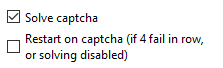 Solve captcha
Restart on captcha (if 4 fail in row,
or solving disabled)